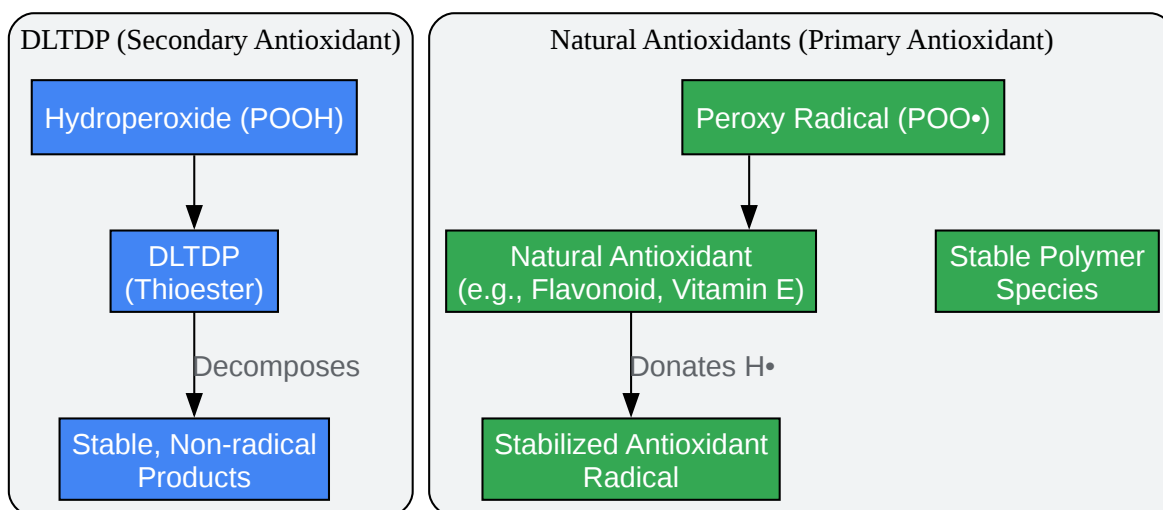 DLTDP (Secondary Antioxidant)
Hydroperoxide (POOH)
DLTDP
(Thioester)
Decomposes
Stable, Non-radical
Products
Natural Antioxidants (Primary Antioxidant)
Peroxy Radical (POO•)
Natural Antioxidant
(e.g., Flavonoid, Vitamin E)
Stable Polymer
Species
Donates H•
Stabilized Antioxidant
Radical